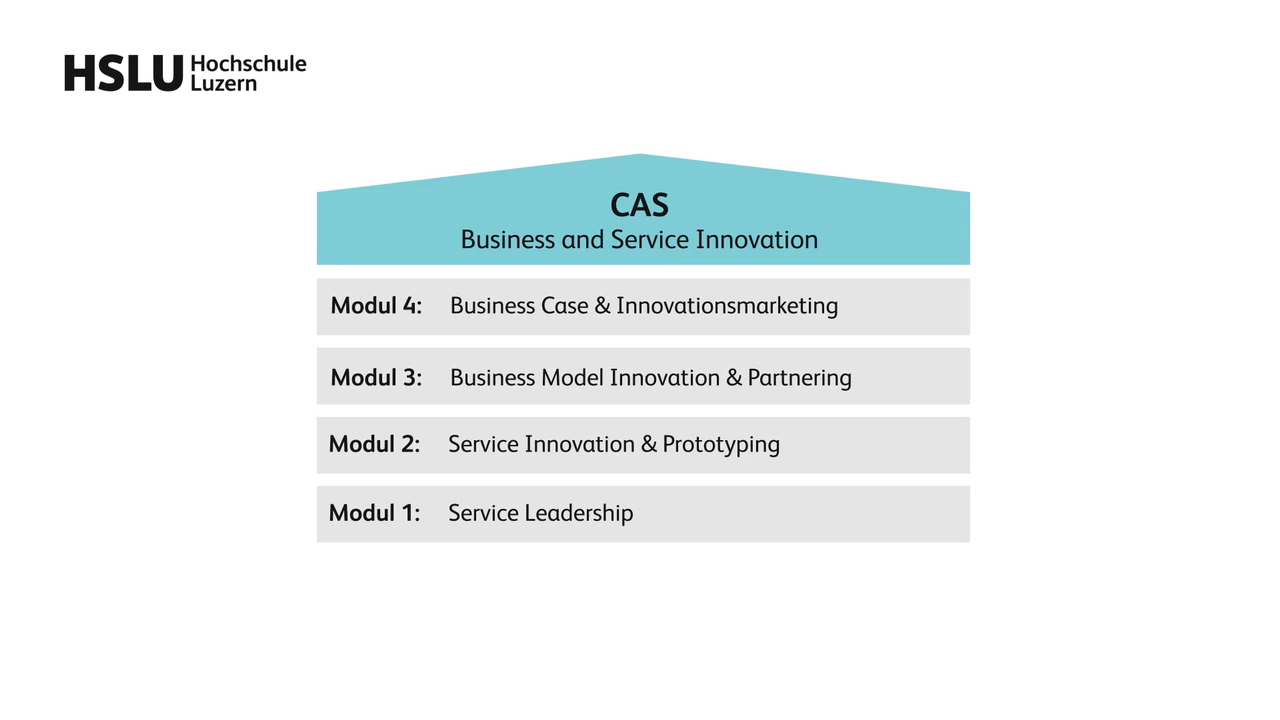 HSLU Hochschule
Luzern
CAS
Business and Service Innovation
Modul 4: Business Case & Innovationsmarketing
Modul 3: Business Model Innovation & Partnering
Modul 2: Service Innovation & Prototyping
Modul 1: Service Leadership